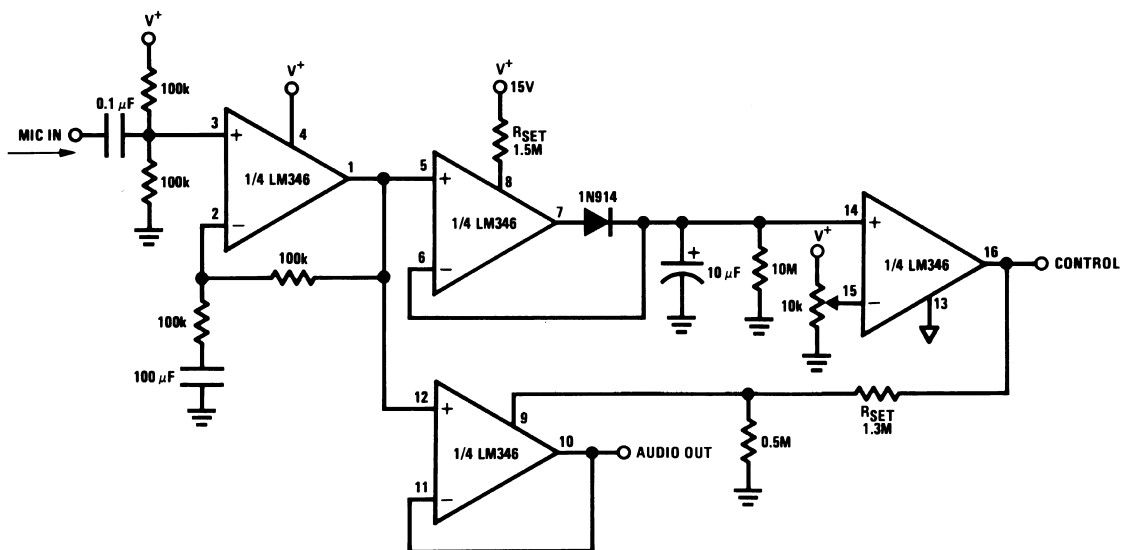 V+
100k
0.1 μF
MIC IN
3
+
V+
4
1/4 LM346
1
100k
2
−
100k
100k
100 μF
V+
15V
RSET
1.5M
8
5
+
1/4 LM346
7
6
−
1N914
+
10 μF
10M
V+
10k
14
+
1/4 LM346
16
CONTROL
15
−
13
12
+
9
1/4 LM346
10
AUDIO OUT
11
−
0.5M
RSET
1.3M